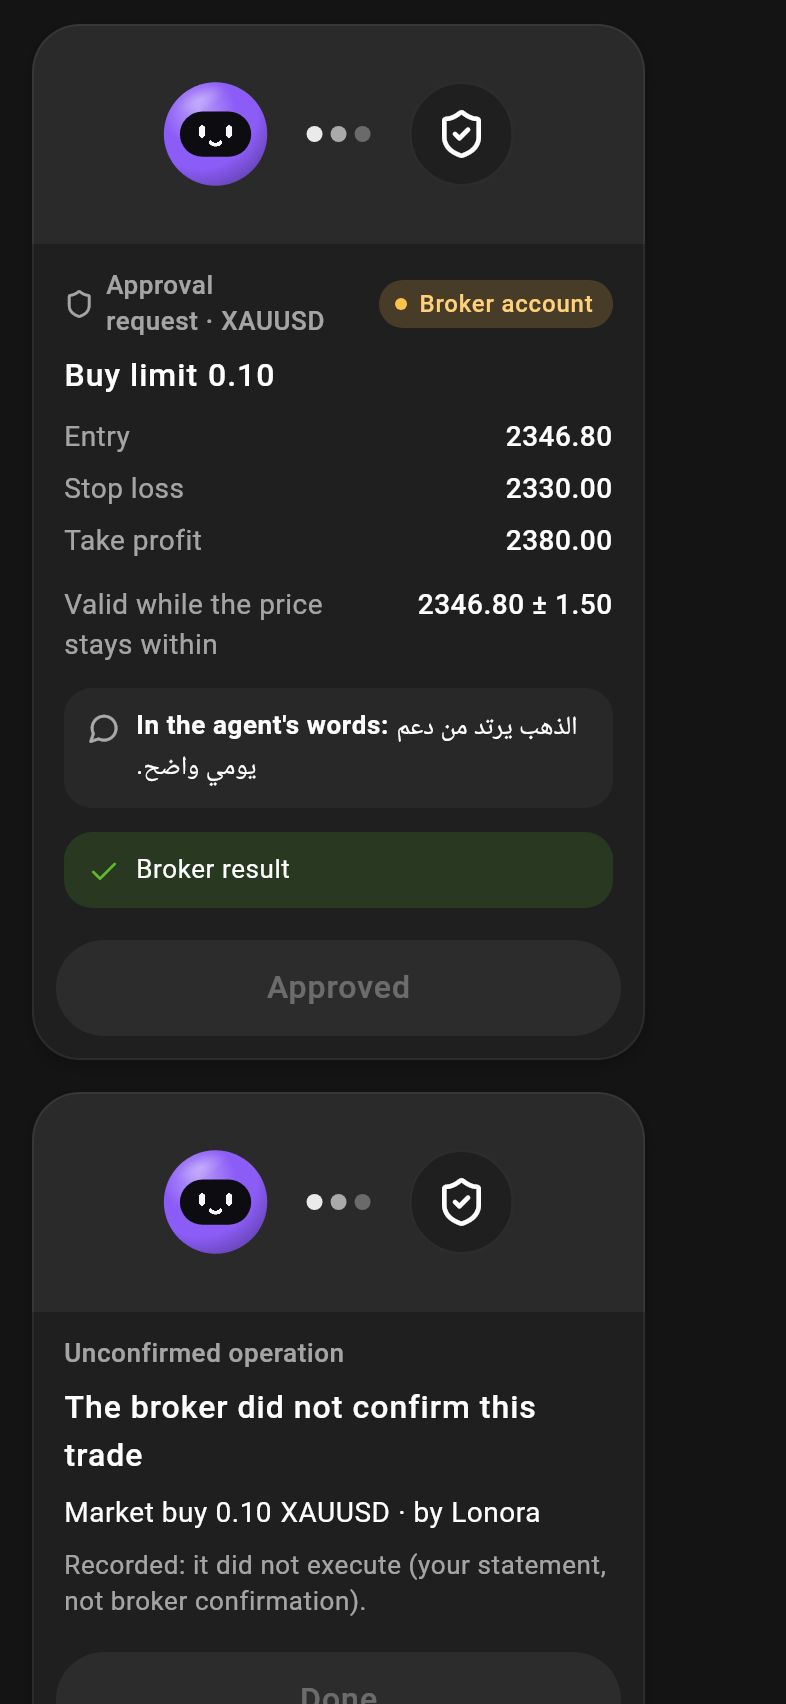 Approval
request · XAUUSD
Broker account
Buy limit 0.10
Entry 2346.80
Stop loss 2330.00
Take profit 2380.00
Valid while the price 2346.80 ± 1.50
stays within
In the agent's words: الذهب يرتد من دعم
يومي واضح.
Broker result
Approved
Unconfirmed operation
The broker did not confirm this
trade
Market buy 0.10 XAUUSD · by Lonora
Recorded: it did not execute (your statement,
not broker confirmation).
Done